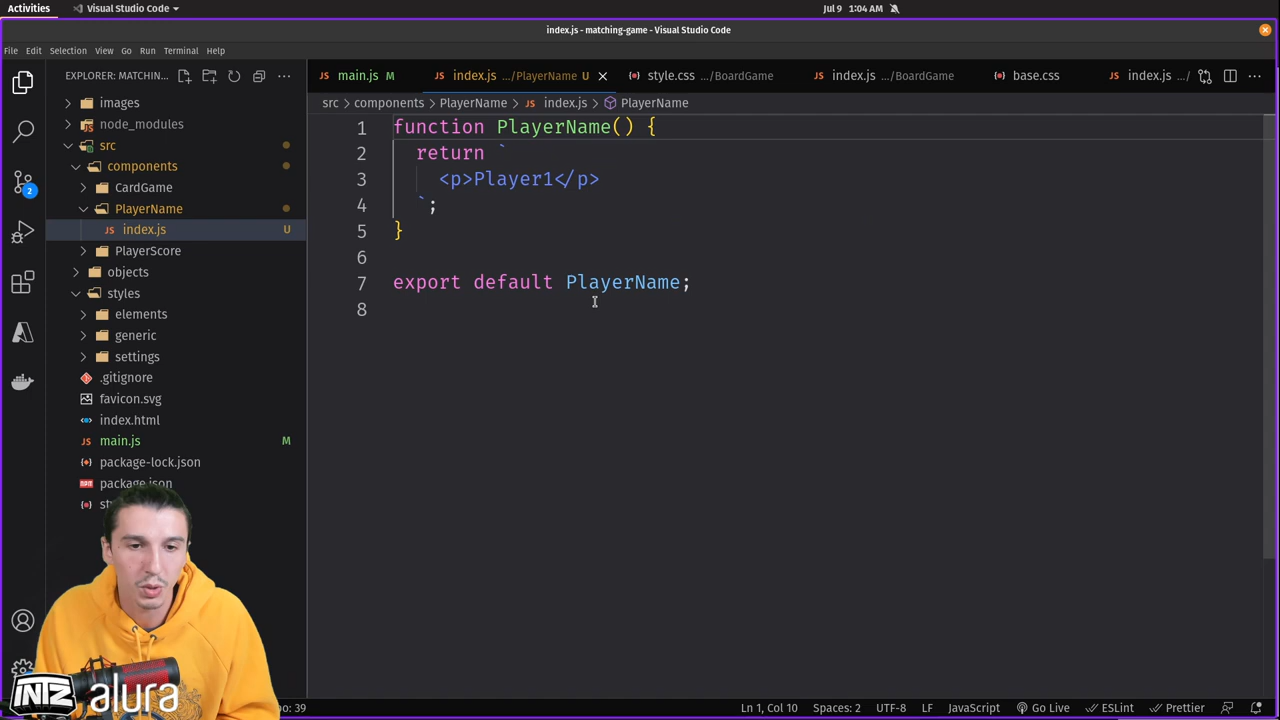 Activities
Visual Studio Code
Jul 9 1:04 AM
index.js - matching-game - Visual Studio Code
File Edit Selection View Go Run Terminal Help
EXPLORER: MATCHIN...
main.js M
index.js .../PlayerName U
style.css .../BoardGame
index.js .../BoardGame
base.css
index.js .../
src > components > PlayerName > index.js > PlayerName
images
node_modules
src
components
CardGame
PlayerName
index.js U
PlayerScore
objects
styles
elements
generic
settings
.gitignore
favicon.svg
index.html
main.js M
package-lock.json
package.json
st
2
1 function PlayerName() {
2 return `
3 <p>Player1</p>
4 `;
5 }
6
7 export default PlayerName;
8
INTZ alura
oo: 39
Ln 1, Col 10 Spaces: 2 UTF-8 LF JavaScript Go Live ESLint Prettier